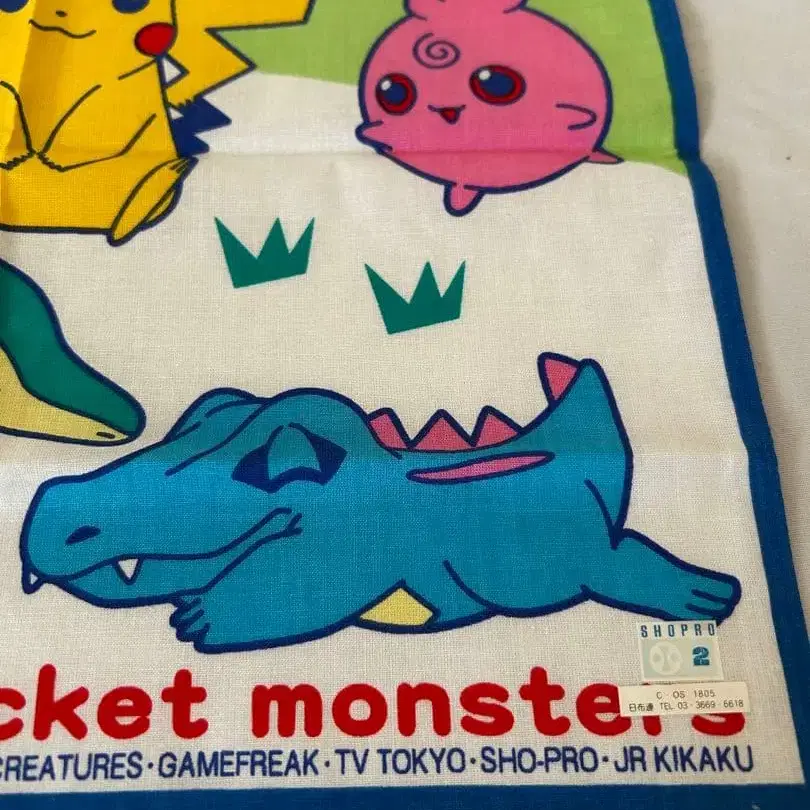 SHOPRO
2
C OS 1805
日布連 TEL 03-3669-6618
cket monsters
CREATURES・GAMEFREAK・TV TOKYO・SHO-PRO・JR KIKAKU